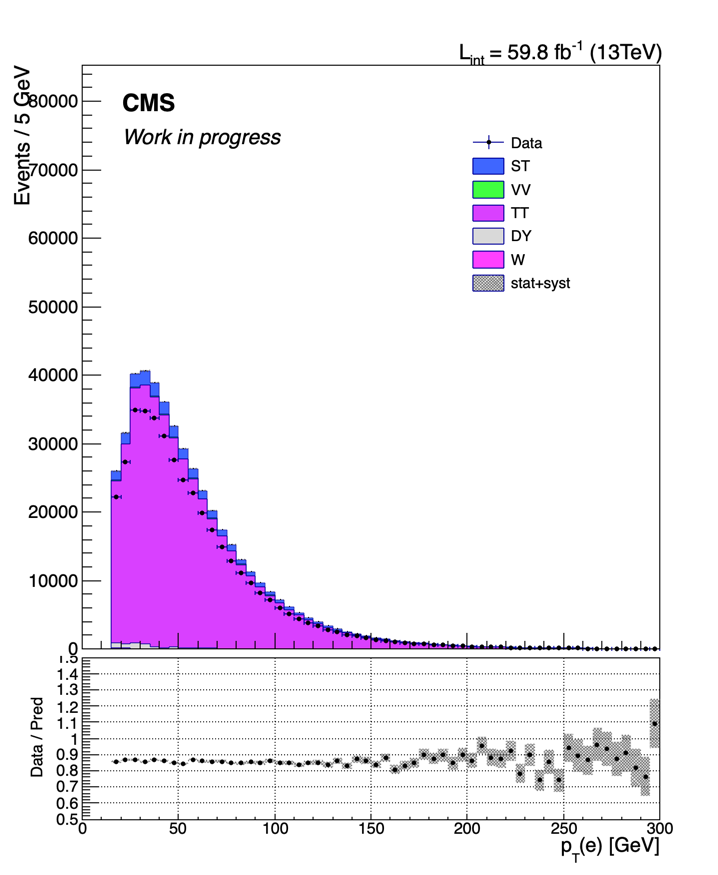 L_int = 59.8 fb^-1 (13TeV)
Events / 5 GeV
CMS
Work in progress
80000
70000
60000
50000
40000
30000
20000
10000
0
Data
ST
VV
TT
DY
W
stat+syst
Data / Pred
1.5
1.4
1.3
1.2
1.1
1
0.9
0.8
0.7
0.6
0.5
0 50 100 150 200 250 300
p_T(e) [GeV]